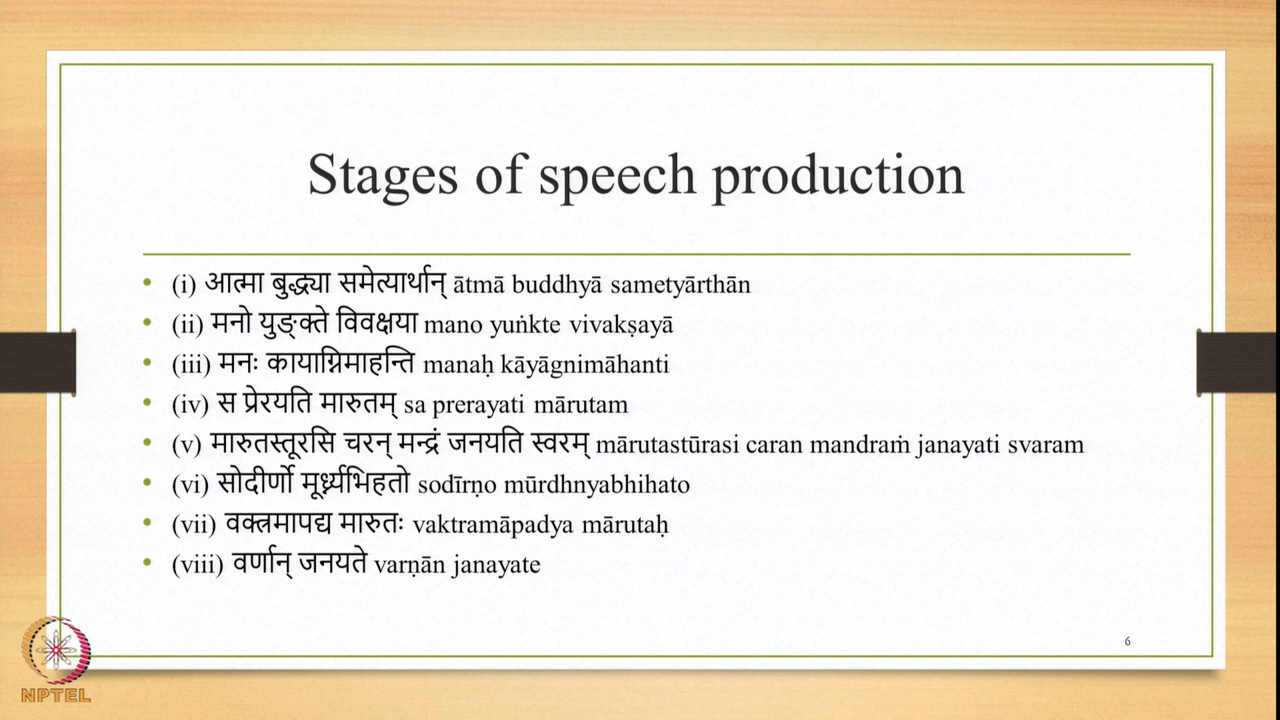 Stages of speech production
• (i) आत्मा बुद्ध्या समेत्यार्थान् ātmā buddhyā sametyārthān
• (ii) मनो युङ्क्ते विवक्षया mano yuṅkte vivakṣayā
• (iii) मनः कायाग्निमाहन्ति manaḥ kāyāgnimāhanti
• (iv) स प्रेरयति मारुतम् sa prerayati mārutam
• (v) मारुतस्तूरसि चरन् मन्द्रं जनयति स्वरम् mārutastūrasi caran mandraṁ janayati svaram
• (vi) सोदीर्णो मूर्ध्न्यभिहतो sodīrṇo mūrdhnyabhihato
• (vii) वक्त्रमापद्य मारुतः vaktramāpadya mārutaḥ
• (viii) वर्णान् जनयते varṇān janayate
6
NPTEL